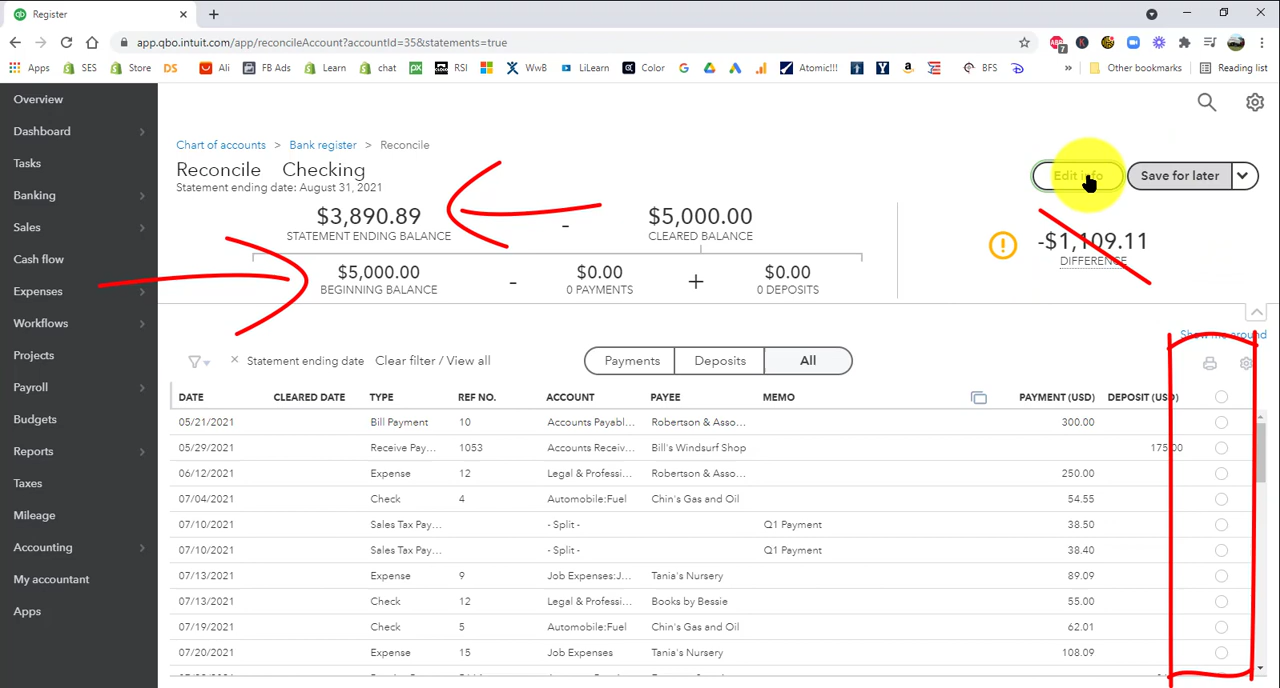 Register
app.qbo.intuit.com/app/reconcileAccount?accountId=35&statements=true
Apps SES Store DS Ali FB Ads Learn chat RSI WwB LiLearn Color Atomic!!! BFS » Other bookmarks Reading list
Overview
Dashboard
Tasks
Banking
Sales
Cash flow
Expenses
Workflows
Projects
Payroll
Budgets
Reports
Taxes
Mileage
Accounting
My accountant
Apps
Chart of accounts > Bank register > Reconcile
Reconcile Checking
Statement ending date: August 31, 2021
Edit info Save for later
$3,890.89 - $5,000.00
STATEMENT ENDING BALANCE CLEARED BALANCE
-$1,109.11
DIFFERENCE
$5,000.00 - $0.00 + $0.00
BEGINNING BALANCE 0 PAYMENTS 0 DEPOSITS
Show me around
× Statement ending date Clear filter / View all Payments Deposits All
DATE CLEARED DATE TYPE REF NO. ACCOUNT PAYEE MEMO PAYMENT (USD) DEPOSIT (USD)
05/21/2021 Bill Payment 10 Accounts Payabl... Robertson & Asso... 300.00
05/29/2021 Receive Pay... 1053 Accounts Receiv... Bill's Windsurf Shop 175.00
06/12/2021 Expense 12 Legal & Professi... Robertson & Asso... 250.00
07/04/2021 Check 4 Automobile:Fuel Chin's Gas and Oil 54.55
07/10/2021 Sales Tax Pay... - Split - Q1 Payment 38.50
07/10/2021 Sales Tax Pay... - Split - Q1 Payment 38.40
07/13/2021 Expense 9 Job Expenses:J... Tania's Nursery 89.09
07/13/2021 Check 12 Legal & Professi... Books by Bessie 55.00
07/19/2021 Check 5 Automobile:Fuel Chin's Gas and Oil 62.01
07/20/2021 Expense 15 Job Expenses Tania's Nursery 108.09